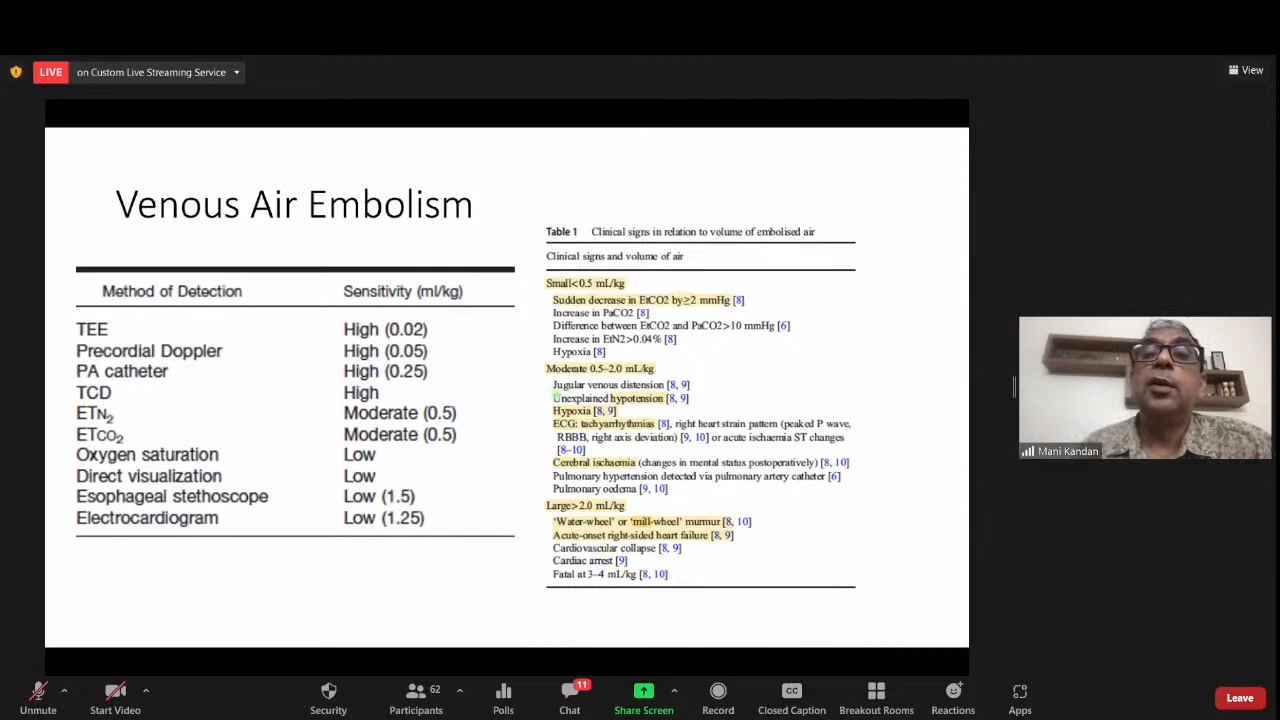 LIVE on Custom Live Streaming Service
View
Venous Air Embolism
Method of Detection Sensitivity (ml/kg)
TEE High (0.02)
Precordial Doppler High (0.05)
PA catheter High (0.25)
TCD High
ETN2 Moderate (0.5)
ETCO2 Moderate (0.5)
Oxygen saturation Low
Direct visualization Low
Esophageal stethoscope Low (1.5)
Electrocardiogram Low (1.25)
Table 1 Clinical signs in relation to volume of embolised air
Clinical signs and volume of air
Small<0.5 mL/kg
Sudden decrease in EtCO2 by≥2 mmHg [8]
Increase in PaCO2 [8]
Difference between EtCO2 and PaCO2>10 mmHg [6]
Increase in EtN2>0.04% [8]
Hypoxia [8]
Moderate 0.5–2.0 mL/kg
Jugular venous distension [8, 9]
Unexplained hypotension [8, 9]
Hypoxia [8, 9]
ECG: tachyarrhythmias [8], right heart strain pattern (peaked P wave,
RBBB, right axis deviation) [9, 10] or acute ischaemia ST changes
[8–10]
Cerebral ischaemia (changes in mental status postoperatively) [8, 10]
Pulmonary hypertension detected via pulmonary artery catheter [6]
Pulmonary oedema [9, 10]
Large>2.0 mL/kg
‘Water-wheel’ or ‘mill-wheel’ murmur [8, 10]
Acute-onset right-sided heart failure [8, 9]
Cardiovascular collapse [8, 9]
Cardiac arrest [9]
Fatal at 3–4 mL/kg [8, 10]
Mani Kandan
Unmute
Start Video
Security
62
Participants
Polls
11
Chat
Share Screen
Record
CC
Closed Caption
Breakout Rooms
Reactions
Apps
Leave